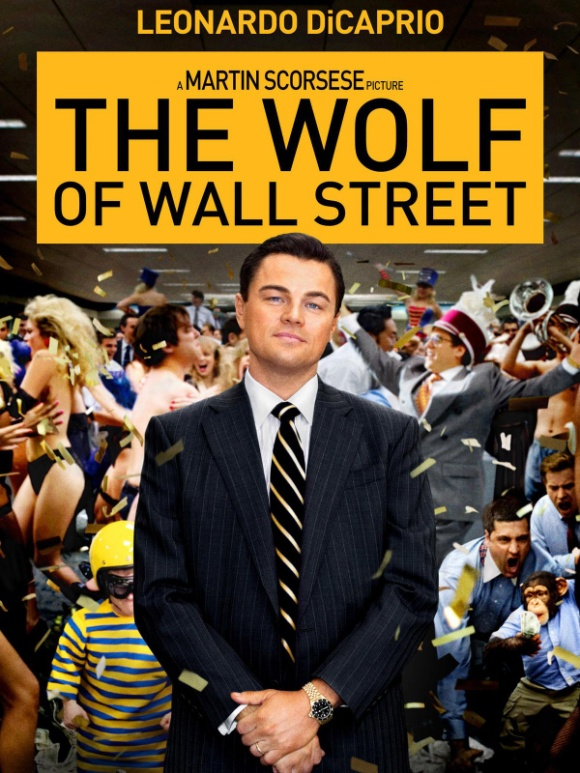 LEONARDO DiCAPRIO
A MARTIN SCORSESE PICTURE
THE WOLF
OF WALL STREET